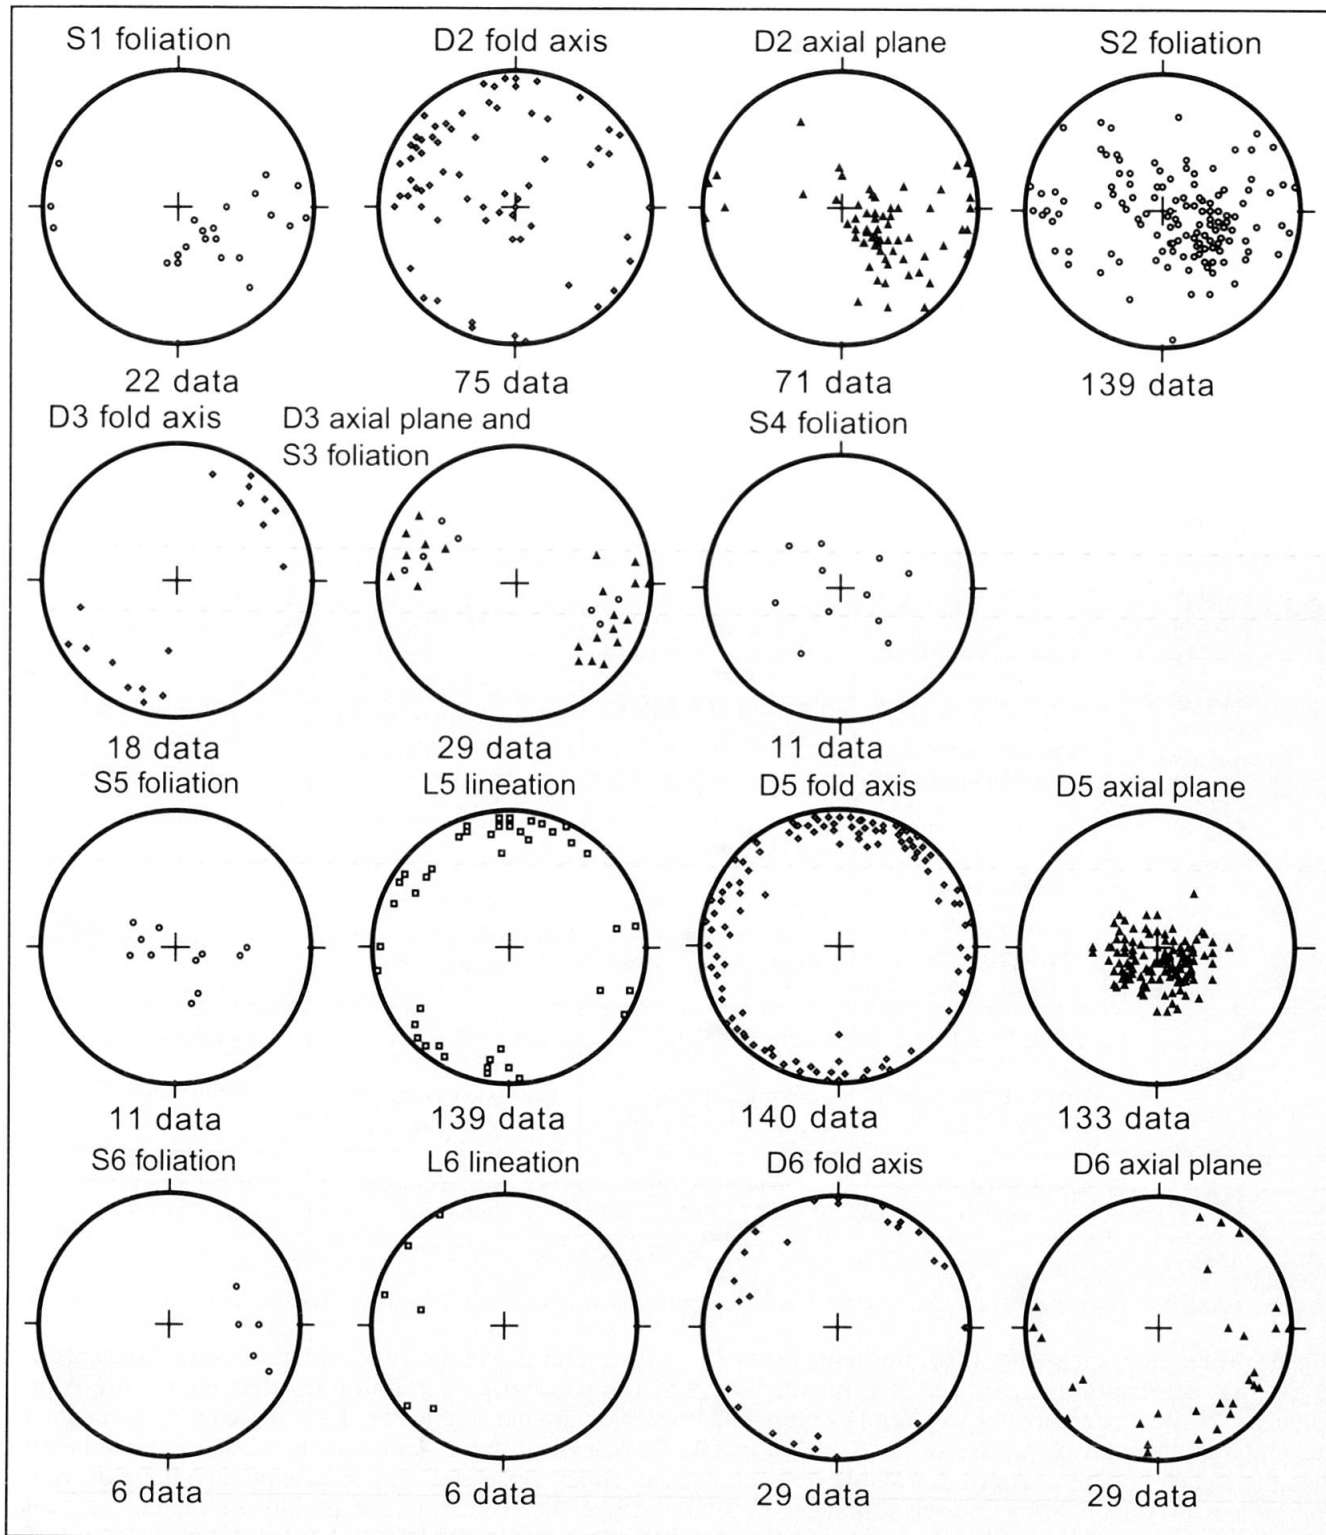 S1 foliation
D2 fold axis
D2 axial plane
S2 foliation
22 data
75 data
71 data
139 data
D3 fold axis
D3 axial plane and
S3 foliation
S4 foliation
18 data
29 data
11 data
S5 foliation
L5 lineation
D5 fold axis
D5 axial plane
11 data
139 data
140 data
133 data
S6 foliation
L6 lineation
D6 fold axis
D6 axial plane
6 data
6 data
29 data
29 data